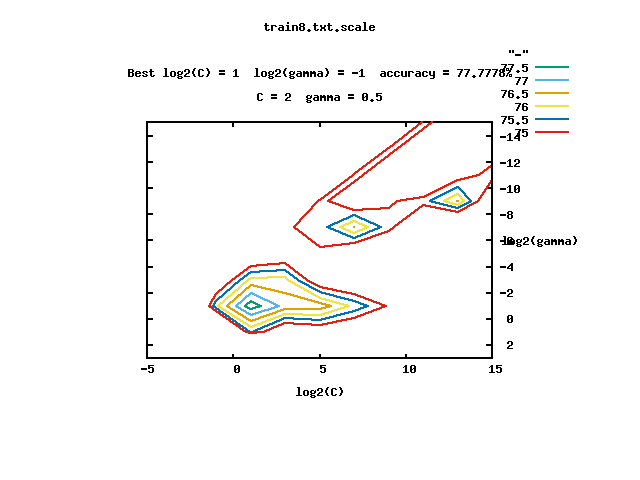 train8.txt.scale
"-"
Best log2(C) = 1  log2(gamma) = -1  accuracy = 77.7778%
77.5
77
C = 2  gamma = 0.5
76.5
76
75.5
75
-14
-12
-10
-8
-6
log2(gamma)
-4
-2
0
2
-5 0 5 10 15
log2(C)